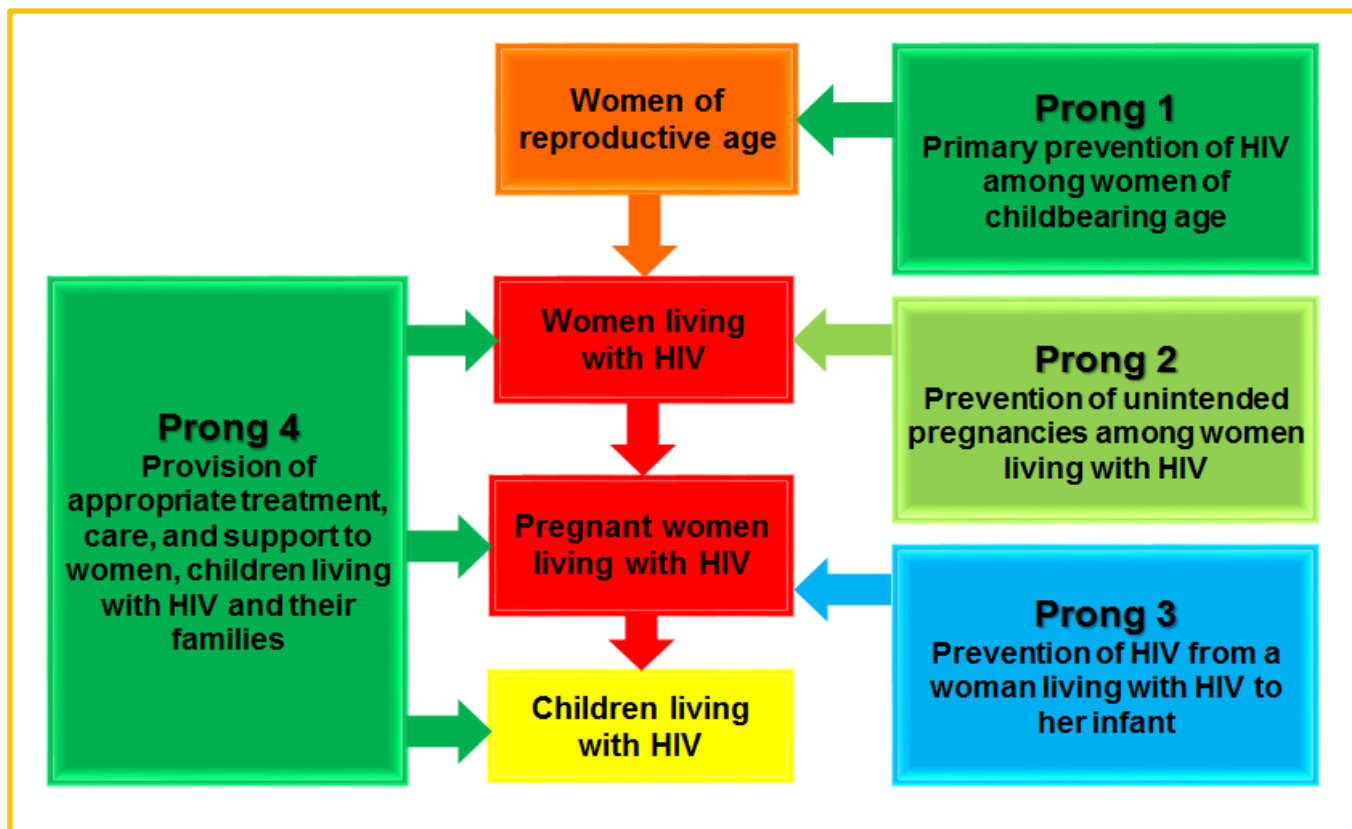 Women of
reproductive age
Prong 1
Primary prevention of HIV
among women of
childbearing age
Women living
with HIV
Prong 2
Prevention of unintended
pregnancies among women
living with HIV
Prong 4
Provision of
appropriate treatment,
care, and support to
women, children living
with HIV and their
families
Pregnant women
living with HIV
Prong 3
Prevention of HIV from a
woman living with HIV to
her infant
Children living
with HIV